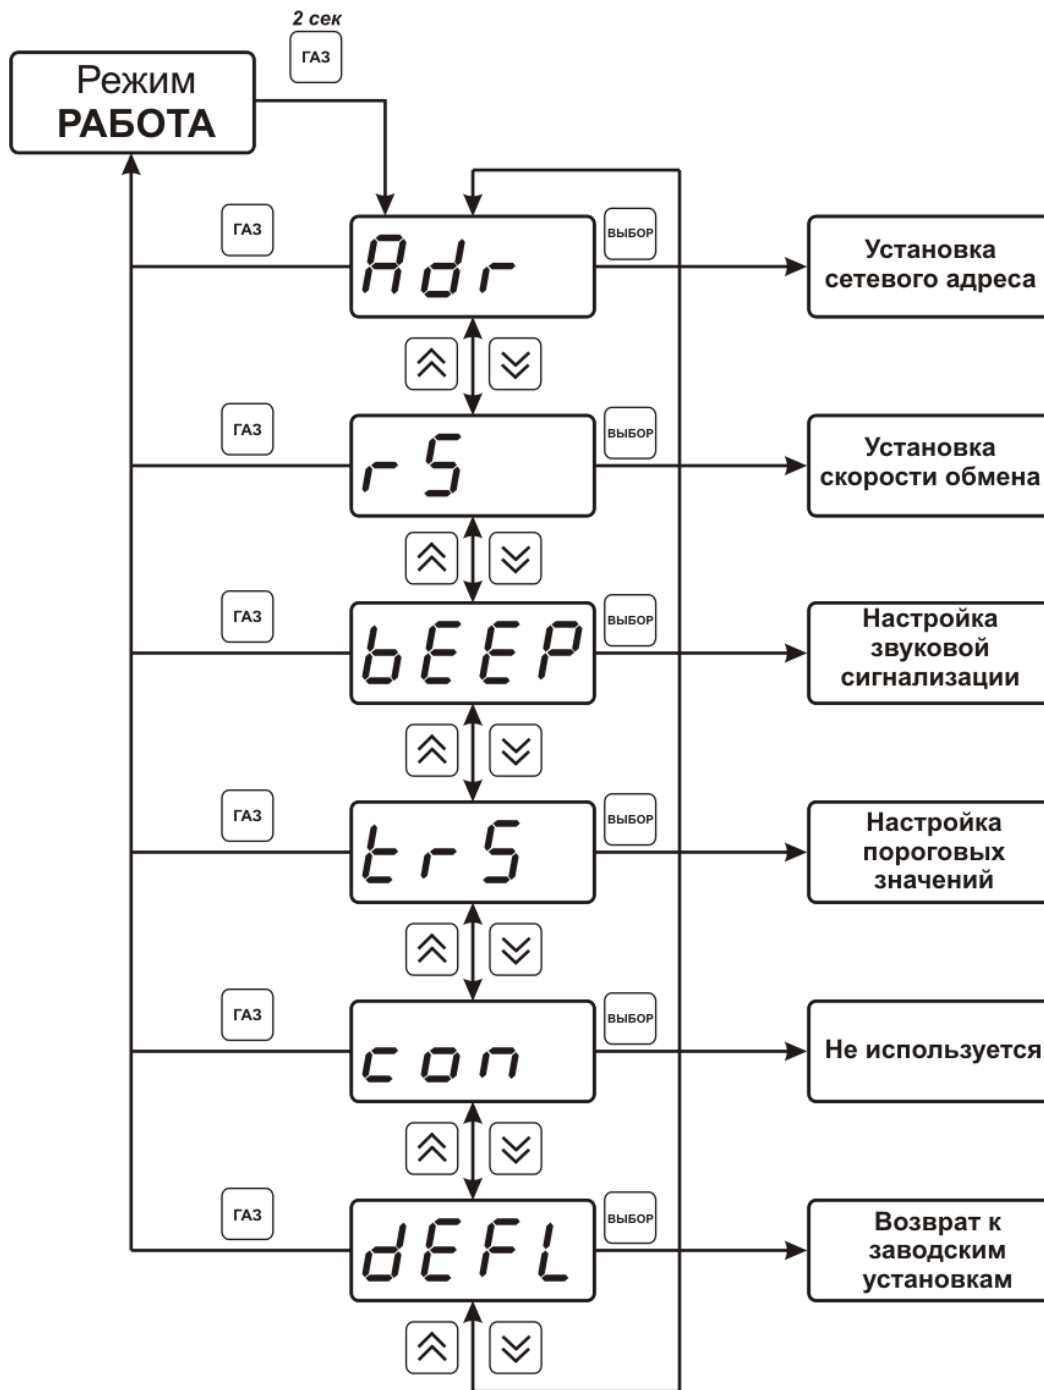 2 сек
ГАЗ
Режим
РАБОТА
ГАЗ
Adr
ВЫБОР
Установка
сетевого адреса
ГАЗ
rS
ВЫБОР
Установка
скорости обмена
ГАЗ
bEEP
ВЫБОР
Настройка
звуковой
сигнализации
ГАЗ
trS
ВЫБОР
Настройка
пороговых
значений
ГАЗ
con
ВЫБОР
Не используется
ГАЗ
dEFL
ВЫБОР
Возврат к
заводским
установкам